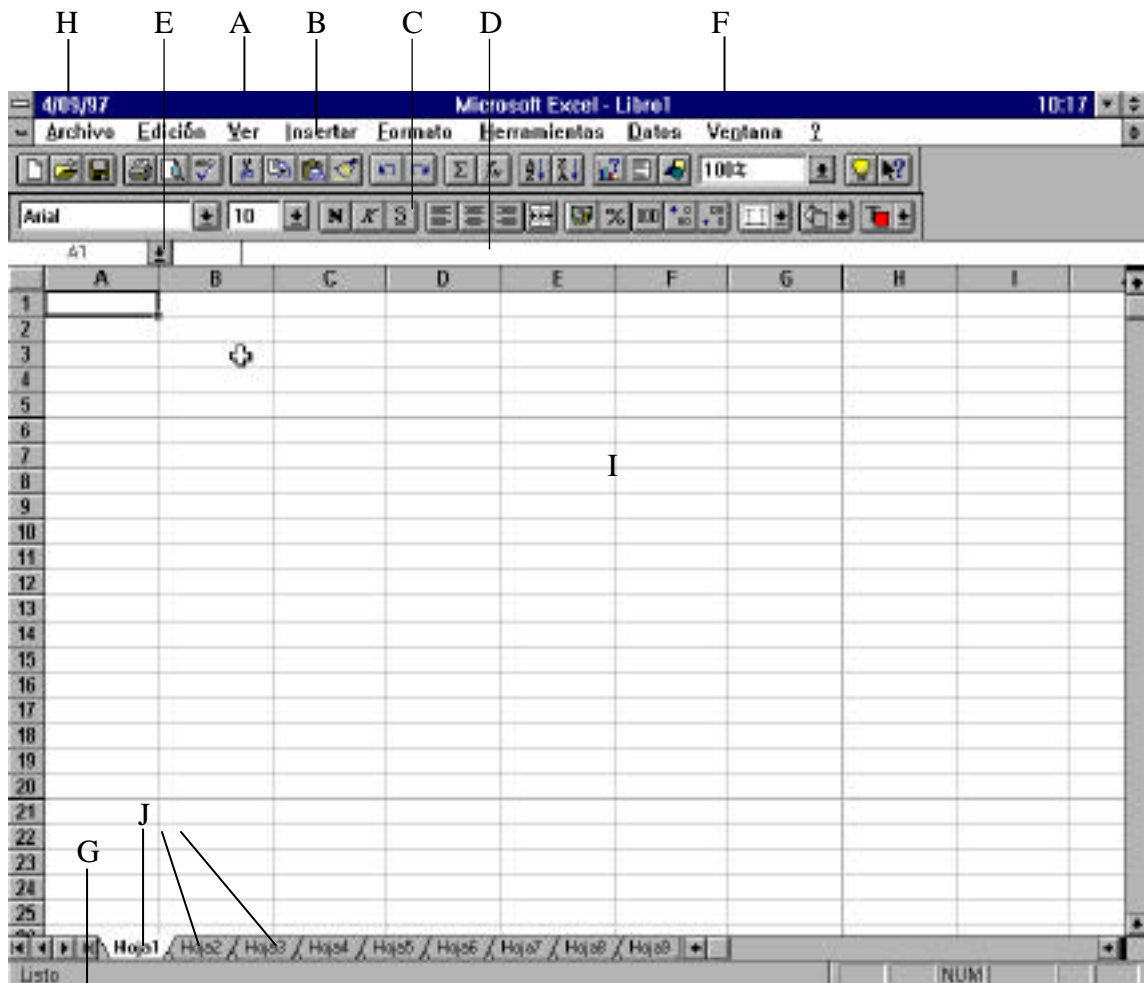 H E A B C D F
4/09/97 Microsoft Excel - Libro1 10:17
Archivo Edición Ver Insertar Formato Herramientas Datos Ventana ?
100%
Arial 10 N K S % 000
A1
A B C D E F G H I
1
2
3
4
5
6
7
I
8
9
10
11
12
13
14
15
16
17
18
19
20
21
J
22
23
G
24
25
Hoja1 Hoja2 Hoja3 Hoja4 Hoja5 Hoja6 Hoja7 Hoja8 Hoja9
Listo NUM